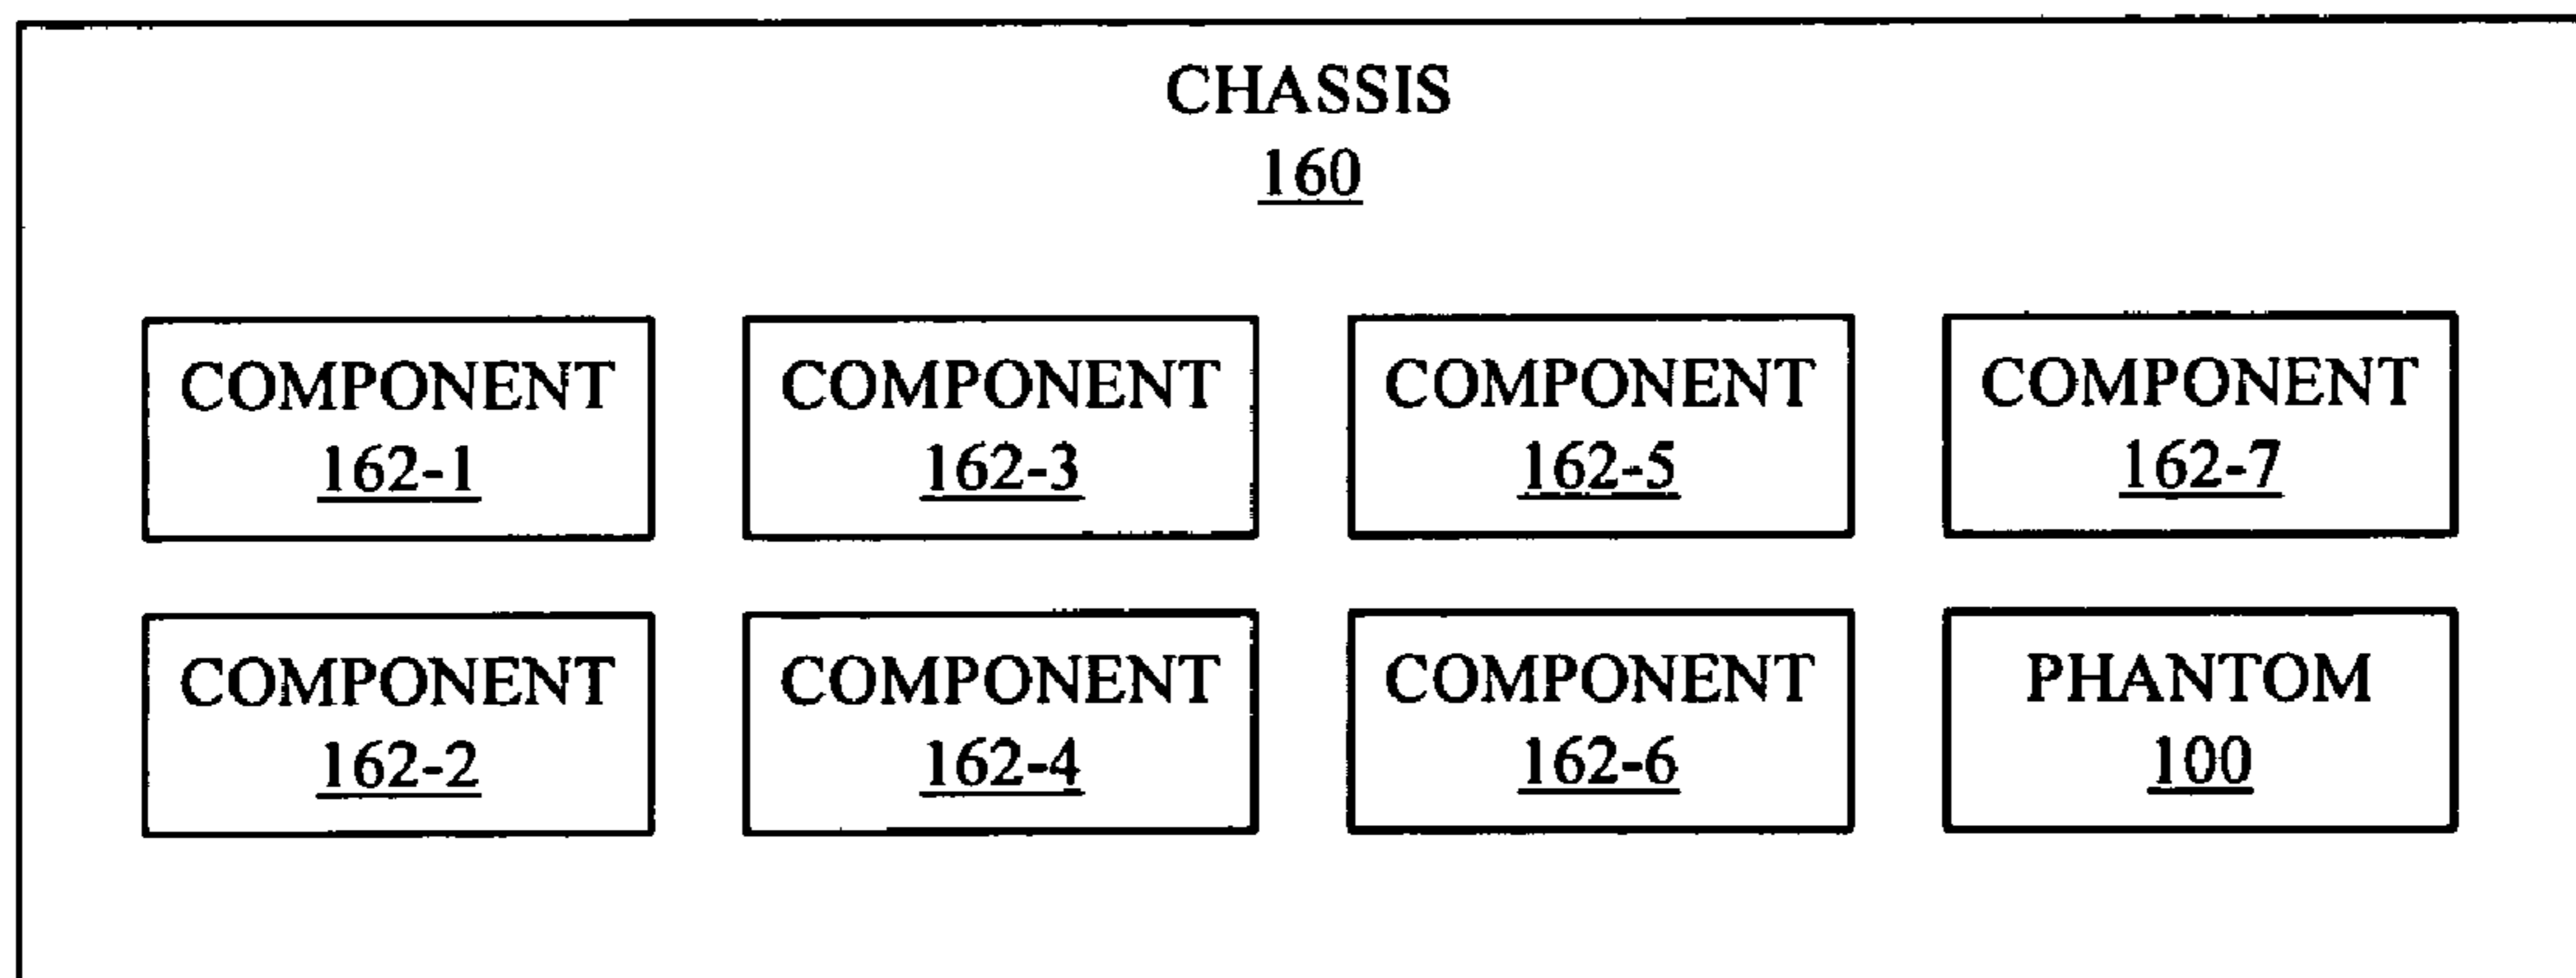 CHASSIS
160
COMPONENT
162-1
COMPONENT
162-3
COMPONENT
162-5
COMPONENT
162-7
COMPONENT
162-2
COMPONENT
162-4
COMPONENT
162-6
PHANTOM
100